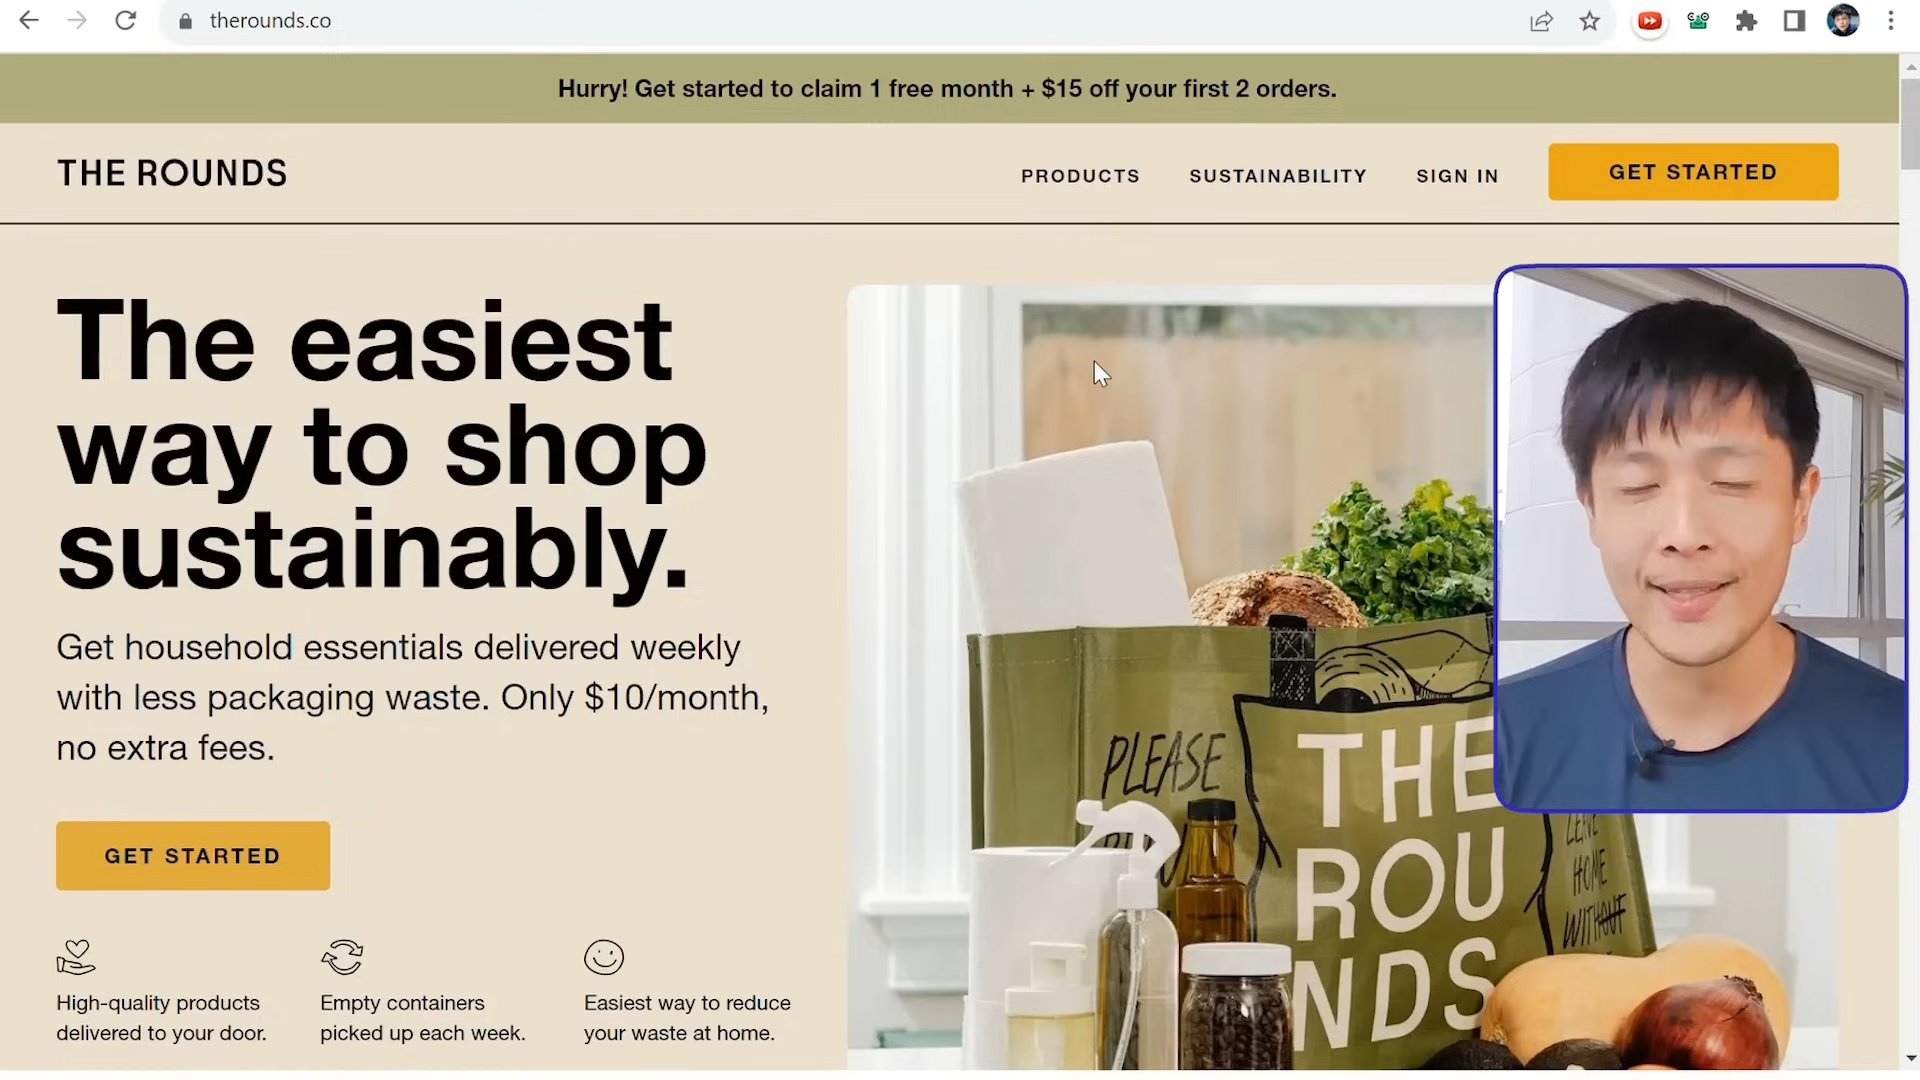 therounds.co
Hurry! Get started to claim 1 free month + $15 off your first 2 orders.
THE ROUNDS
PRODUCTS
SUSTAINABILITY
SIGN IN
GET STARTED
The easiest
way to shop
sustainably.
Get household essentials delivered weekly
with less packaging waste. Only $10/month,
no extra fees.
GET STARTED
High-quality products
delivered to your door.
Empty containers
picked up each week.
Easiest way to reduce
your waste at home.
PLEASE
THE
ROU
NDS
LEAVE
HOME
WITHOUT